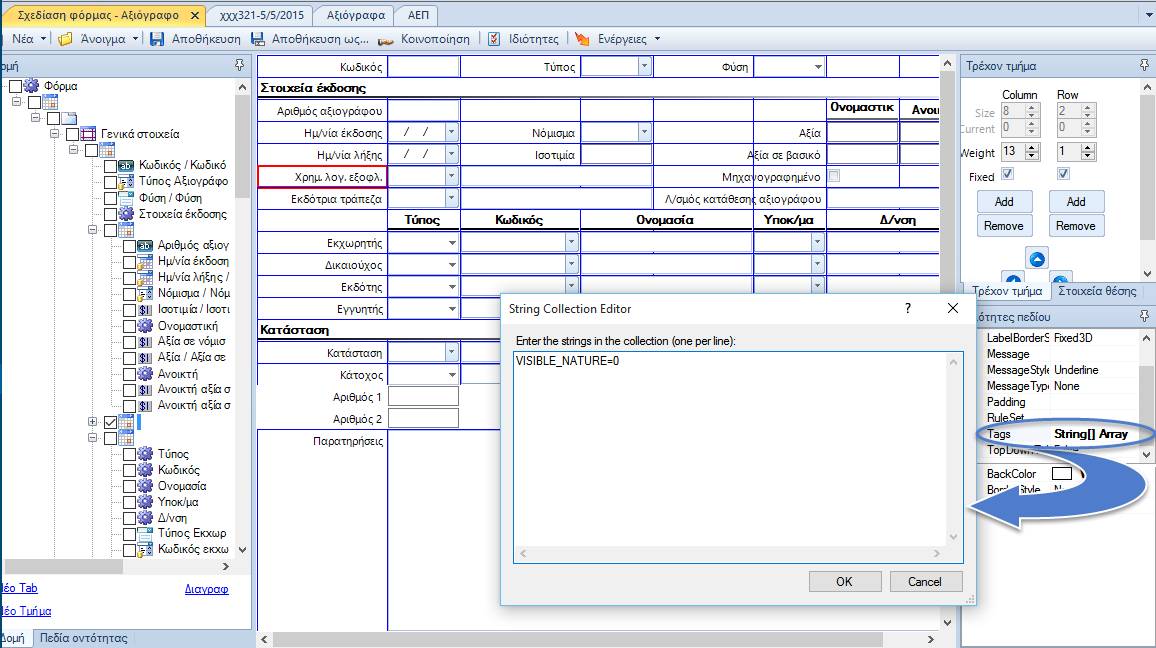 Σχεδίαση φόρμας - Αξιόγραφο
χχχ321-5/5/2015
Αξιόγραφα
ΑΕΠ
Νέα
Άνοιγμα
Αποθήκευση
Αποθήκευση ως...
Κοινοποίηση
Ιδιότητες
Ενέργειες
ομή
Φόρμα
Γενικά στοιχεία
Κωδικός / Κωδικό
Τύπος Αξιογράφο
Φύση / Φύση
Στοιχεία έκδοσης
Αριθμός αξιογ
Ημ/νία έκδοση
Ημ/νία λήξης /
Νόμισμα / Νόμ
Ισοτιμία / Ισοτι
Ονομαστική
Αξία σε νόμισ
Αξία / Αξία σε
Ανοικτή
Ανοικτή αξία σ
Ανοικτή αξία σ
Τύπος
Κωδικός
Ονομασία
Υποκ/μα
Δ/νση
Τύπος Εκχωρ
Κωδικός εκχω
Νέο Tab
Διαγραφ
Νέο Τμήμα
Δομή
Πεδία οντότητας
Κωδικός
Τύπος
Φύση
Στοιχεία έκδοσης
Ονομαστικ
Ανοι
Αριθμός αξιογράφου
Ημ/νία έκδοσης
/ /
Νόμισμα
Αξία
Ημ/νία λήξης
/ /
Ισοτιμία
Αξία σε βασικό
Χρημ. λογ. εξοφλ.
Μηχανογραφημένο
Εκδότρια τράπεζα
Λ/σμός κατάθεσης αξιογράφου
Τύπος
Κωδικός
Ονομασία
Υποκ/μα
Δ/νση
Εκχωρητής
Δικαιούχος
Εκδότης
Εγγυητής
Κατάσταση
Κατάσταση
Κάτοχος
Αριθμός 1
Αριθμός 2
Παρατηρήσεις
String Collection Editor
?
Enter the strings in the collection (one per line):
VISIBLE_NATURE=0
OK
Cancel
Τρέχον τμήμα
Column
Row
Size
8
2
Current
0
0
Weight
13
1
Fixed
Add
Add
Remove
Remove
Τρέχον τμήμα
Στοιχεία θέσης
ότητες πεδίου
LabelBorderS
Fixed3D
Message
MessageStyle
Underline
MessageType
None
Padding
RuleSet
Tags
String[] Array
BackColor